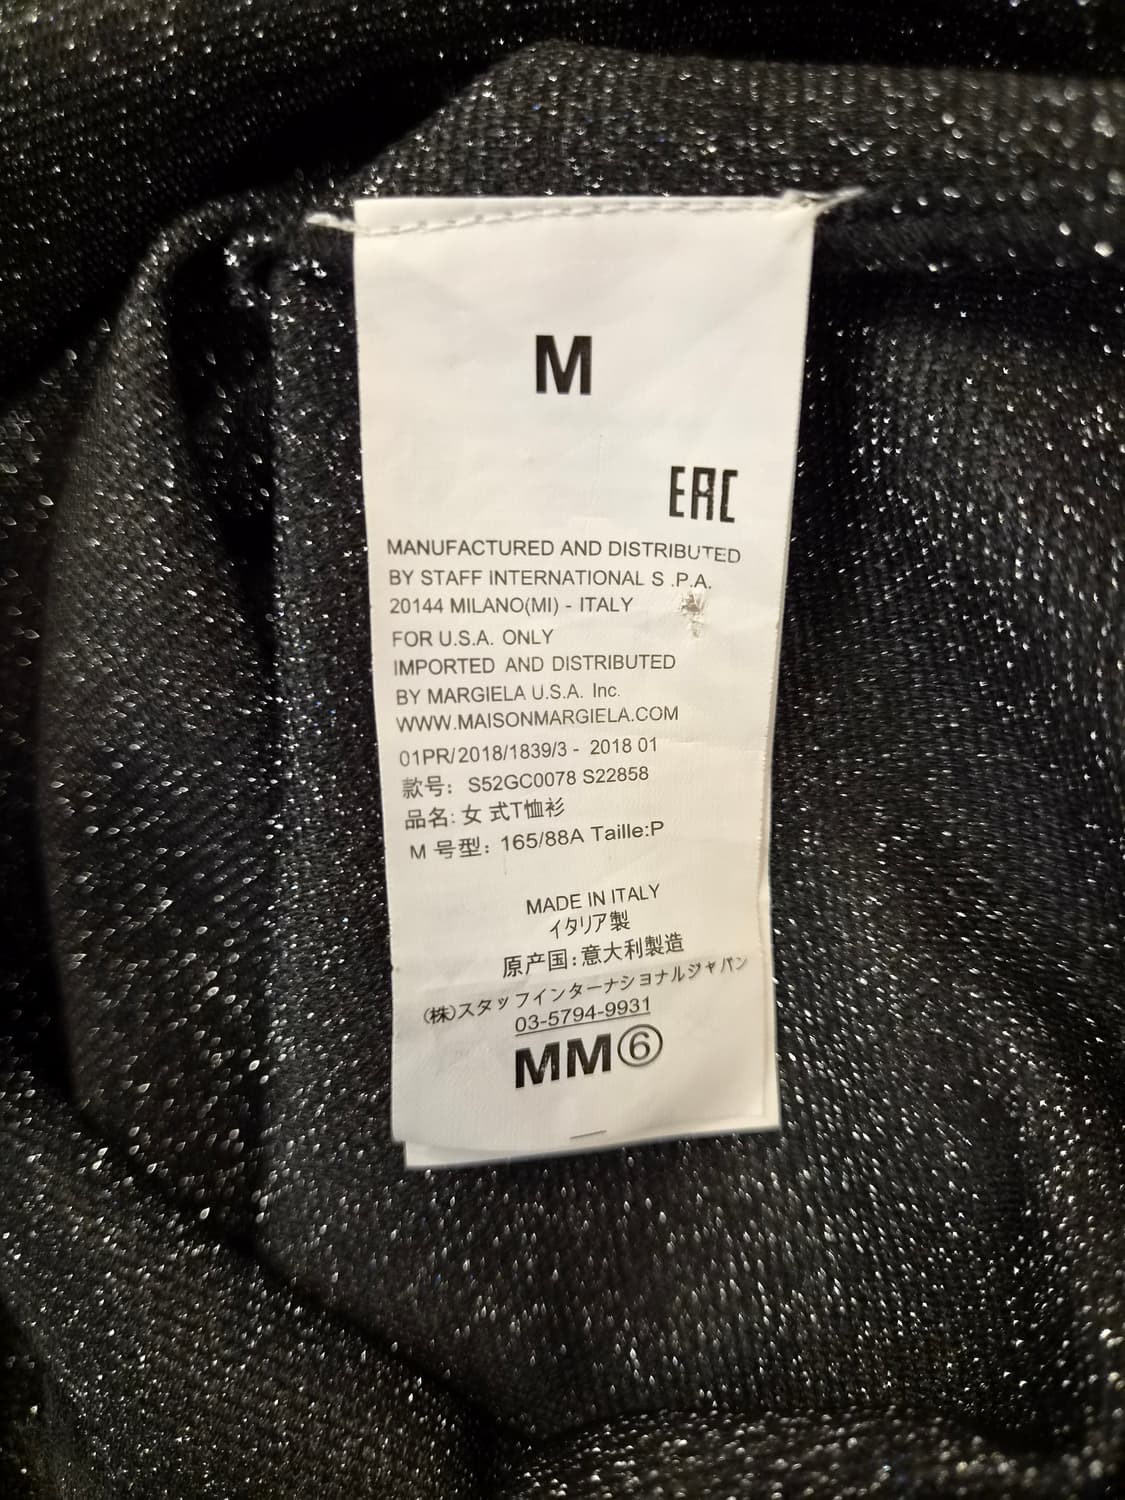 M
EAC
MANUFACTURED AND DISTRIBUTED
BY STAFF INTERNATIONAL S .P.A.
20144 MILANO(MI) - ITALY
FOR U.S.A. ONLY
IMPORTED AND DISTRIBUTED
BY MARGIELA U.S.A. Inc.
WWW.MAISONMARGIELA.COM
01PR/2018/1839/3 - 2018 01
款号: S52GC0078 S22858
品名: 女 式T恤衫
M 号型: 165/88A Taille:P
MADE IN ITALY
イタリア製
原产国:意大利製造
(株)スタッフインターナショナルジャパン
03-5794-9931
MM⑥